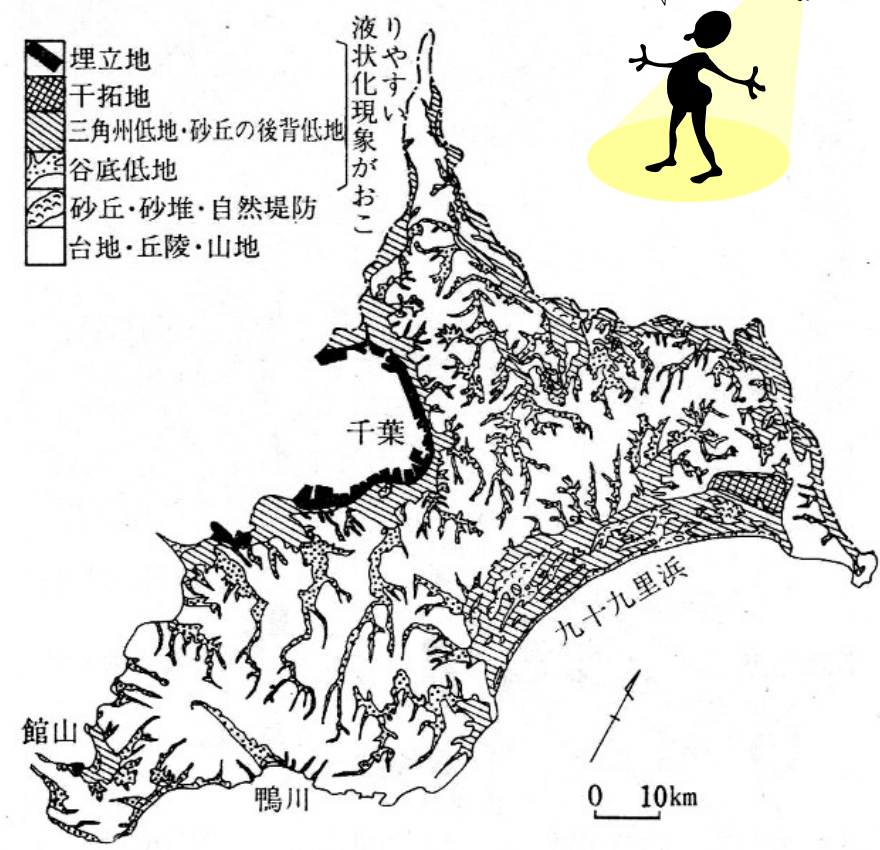 埋立地
干拓地
三角州低地・砂丘の後背低地
谷底低地
砂丘・砂堆・自然堤防
台地・丘陵・山地
液状化現象がおこ
りやすい
千葉
九十九里浜
館山
鴨川
0 10km